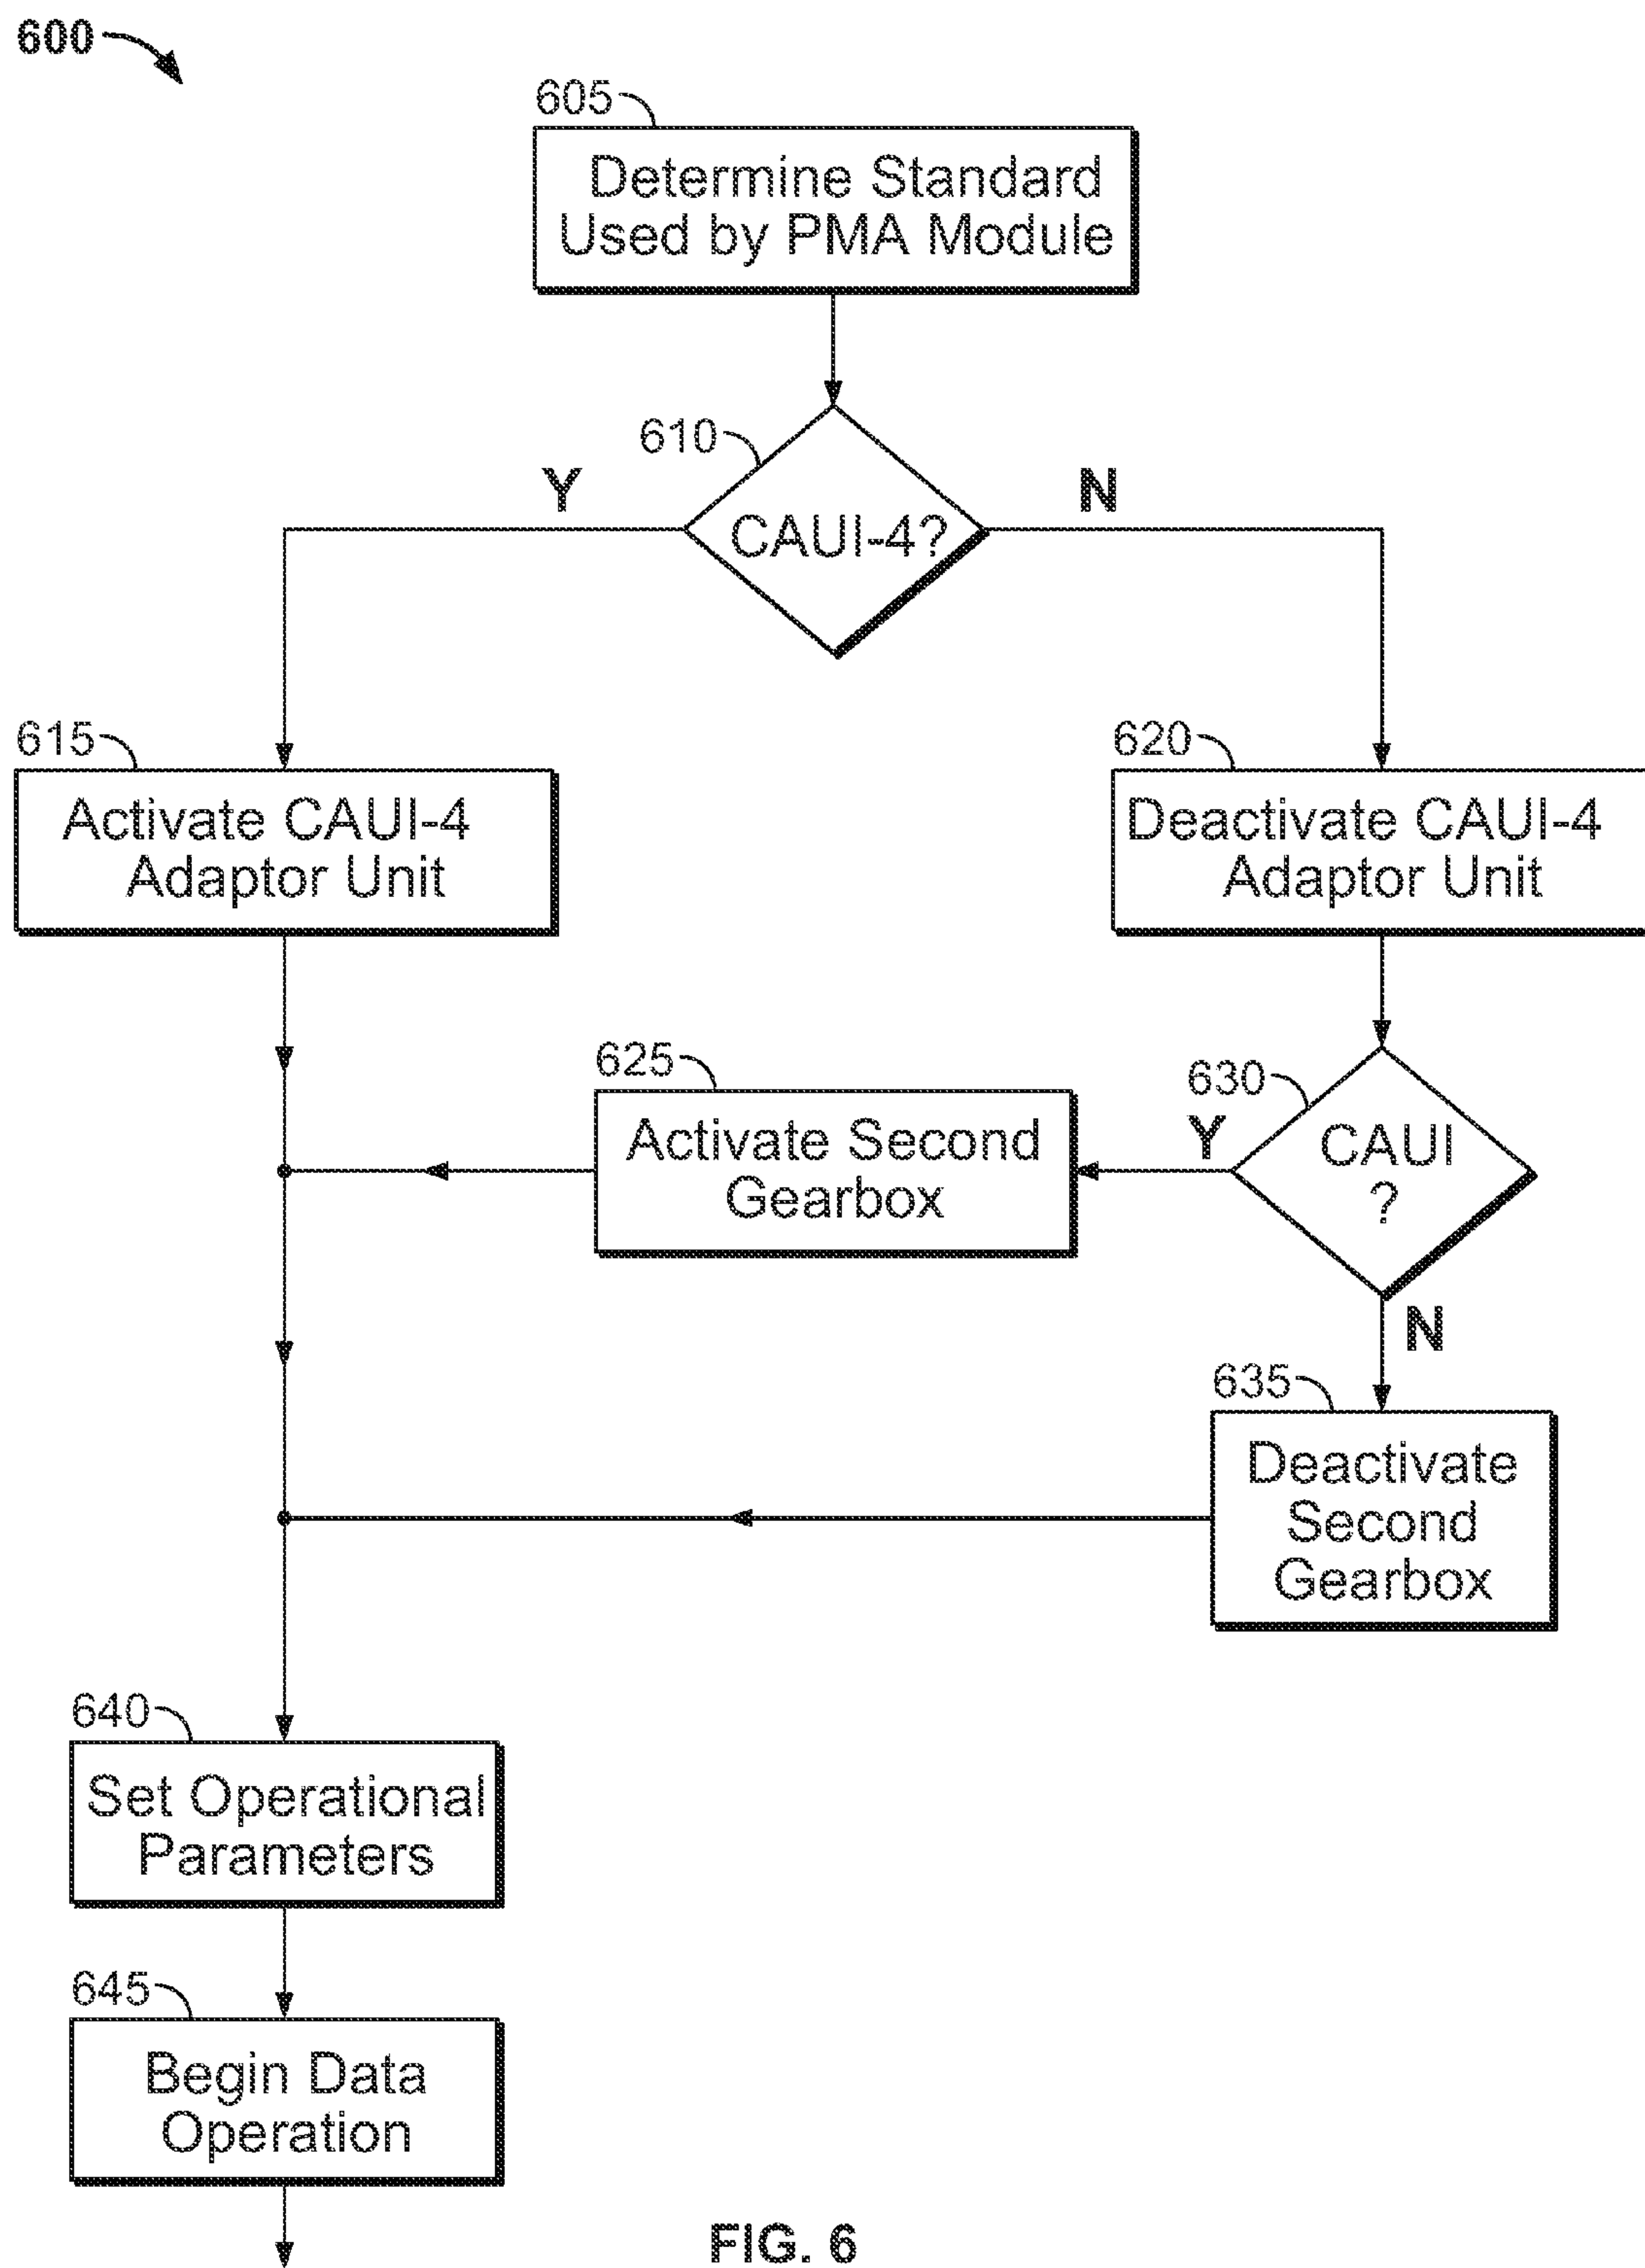 600
605
Determine Standard
Used by PMA Module
610
Y
N
CAUI-4?
615
Activate CAUI-4
Adaptor Unit
620
Deactivate CAUI-4
Adaptor Unit
625
Activate Second
Gearbox
630
Y
CAUI
?
N
635
Deactivate
Second
Gearbox
640
Set Operational
Parameters
645
Begin Data
Operation
FIG. 6